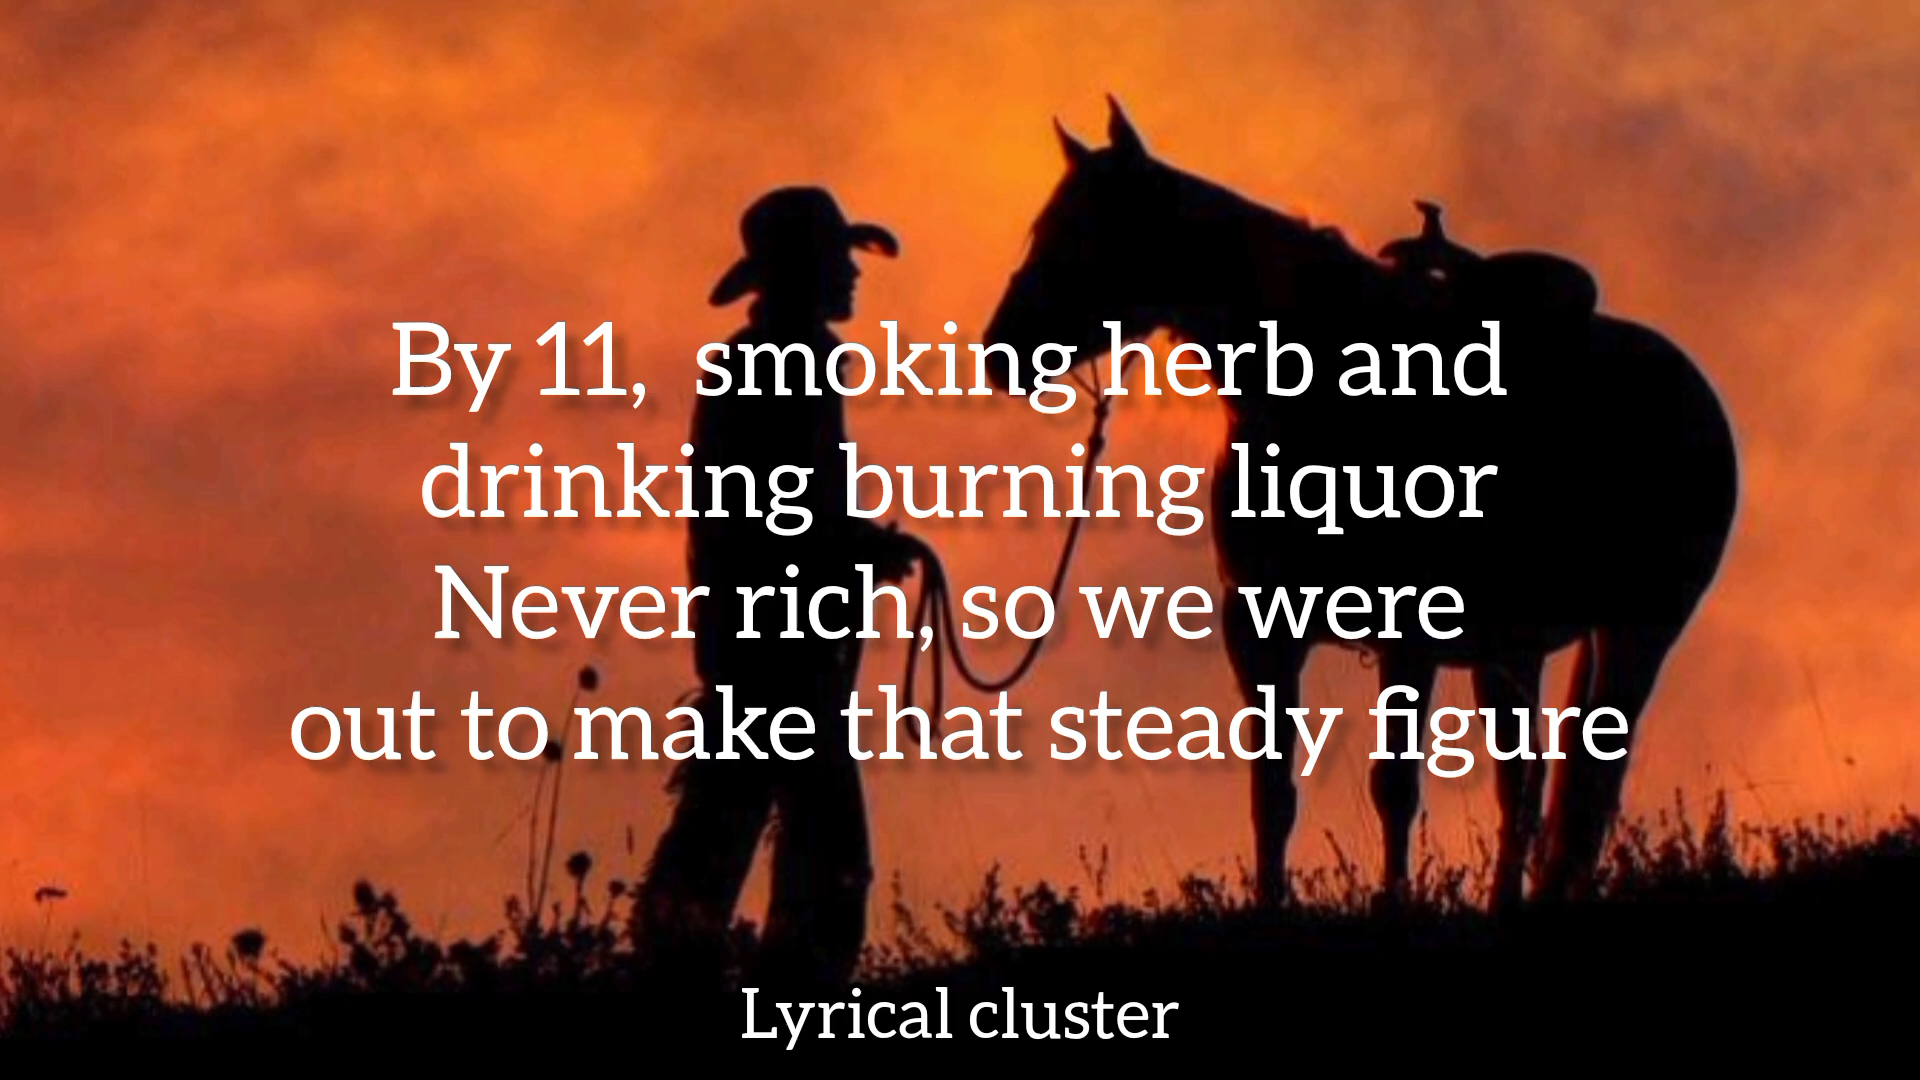 By 11,  smoking herb and
drinking burning liquor
Never rich, so we were
out to make that steady figure
Lyrical cluster